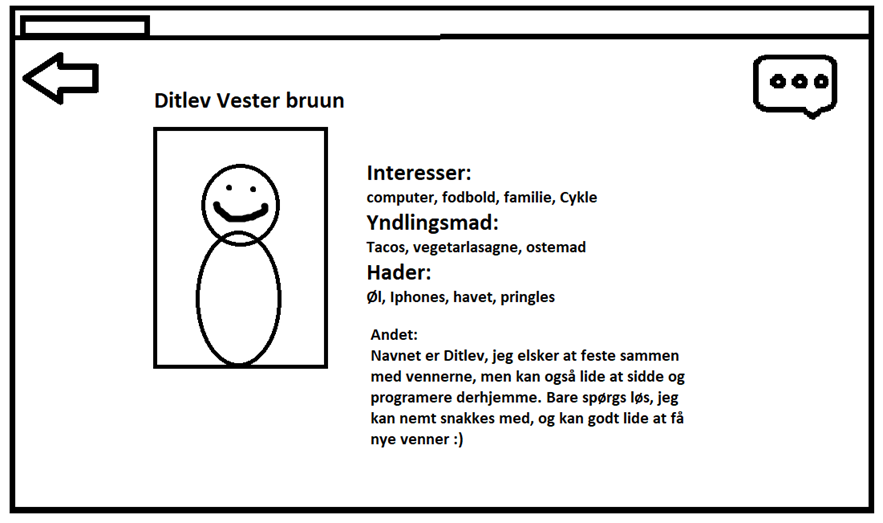 Ditlev Vester bruun
Interesser:
computer, fodbold, familie, Cykle
Yndlingsmad:
Tacos, vegetarlasagne, ostemad
Hader:
Øl, Iphones, havet, pringles
Andet:
Navnet er Ditlev, jeg elsker at feste sammen
med vennerne, men kan også lide at sidde og
programere derhjemme. Bare spørgs løs, jeg
kan nemt snakkes med, og kan godt lide at få
nye venner :)